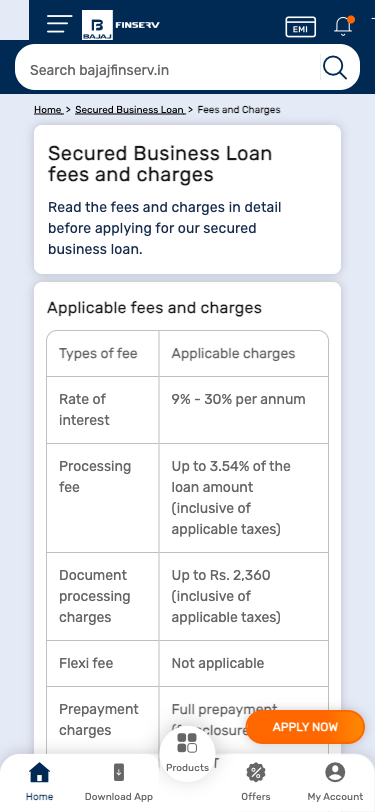 BAJAJ FINSERV EMI
Search bajajfinserv.in
Home > Secured Business Loan > Fees and Charges
Secured Business Loan
fees and charges
Read the fees and charges in detail
before applying for our secured
business loan.
Applicable fees and charges
Types of fee Applicable charges
Rate of 9% - 30% per annum
interest
Processing Up to 3.54% of the
fee loan amount
(inclusive of
applicable taxes)
Document Up to Rs. 2,360
processing (inclusive of
charges applicable taxes)
Flexi fee Not applicable
Prepayment Full prepayment
charges
APPLY NOW
Products
Home Download App Offers My Account